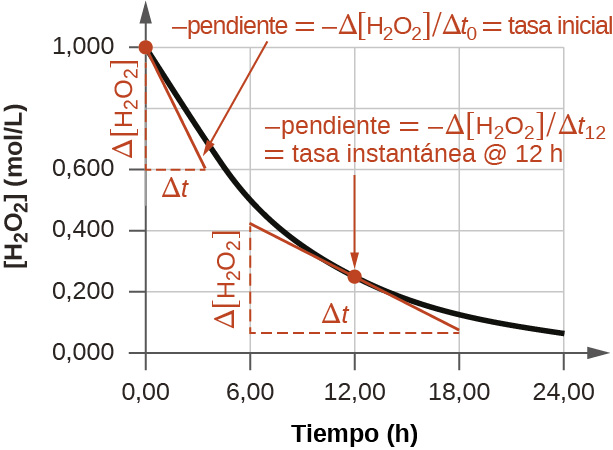 –pendiente = –Δ[H₂O₂]/Δt₀ = tasa inicial
1,000
Δ[H₂O₂]
–pendiente = –Δ[H₂O₂]/Δt₁₂
= tasa instantánea @ 12 h
[H₂O₂] (mol/L)
0,600
Δt
0,400
Δ[H₂O₂]
0,200
Δt
0,000
0,00 6,00 12,00 18,00 24,00
Tiempo (h)